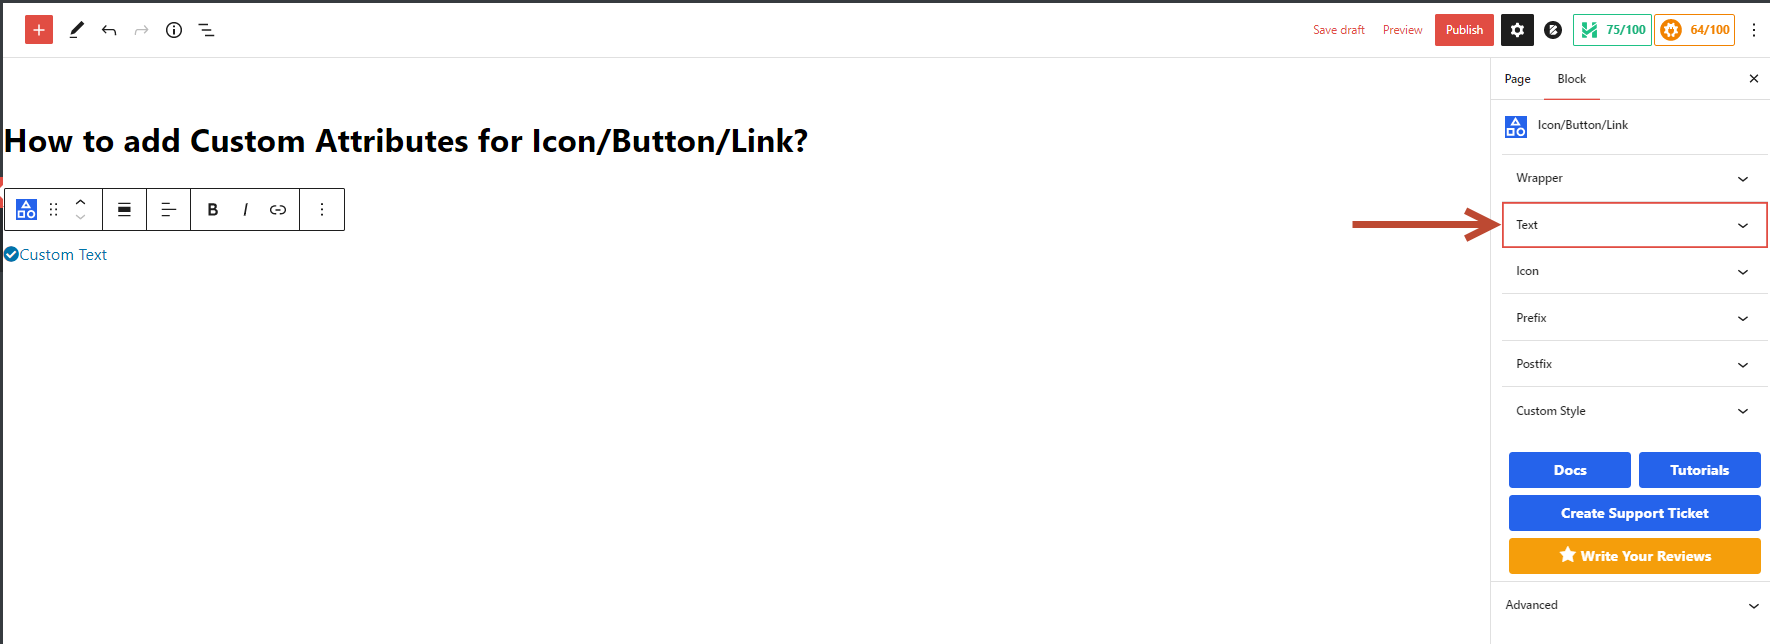 Save draft Preview Publish 75/100 64/100
Page Block
How to add Custom Attributes for Icon/Button/Link?
B I
Custom Text
Icon/Button/Link
Wrapper
Text
Icon
Prefix
Postfix
Custom Style
Docs Tutorials
Create Support Ticket
Write Your Reviews
Advanced